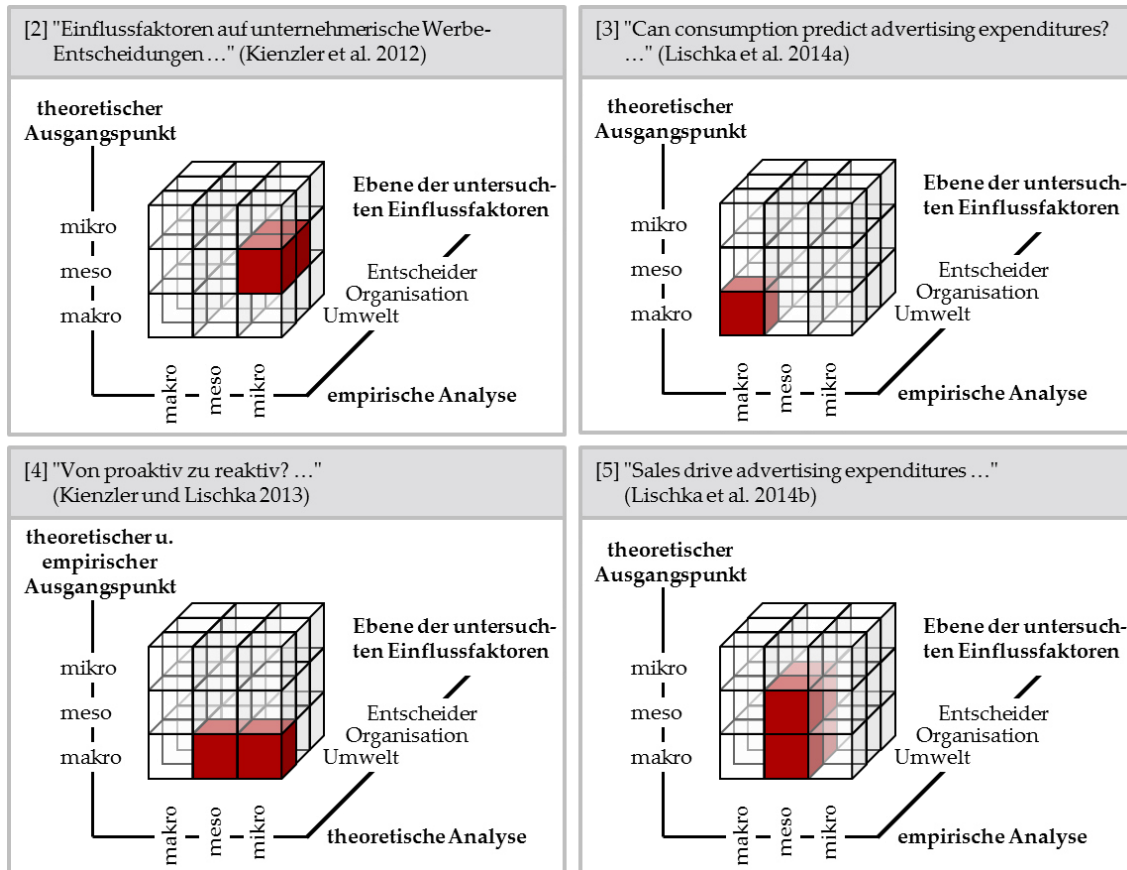 [2] "Einflussfaktoren auf unternehmerische Werbe-
Entscheidungen …" (Kienzler et al. 2012)
theoretischer
Ausgangspunkt
Ebene der untersuch-
ten Einflussfaktoren
mikro
meso
makro
Entscheider
Organisation
Umwelt
makro
meso
mikro
empirische Analyse
[3] "Can consumption predict advertising expenditures?
…" (Lischka et al. 2014a)
theoretischer
Ausgangspunkt
Ebene der untersuch-
ten Einflussfaktoren
mikro
meso
makro
Entscheider
Organisation
Umwelt
makro
meso
mikro
empirische Analyse
[4] "Von proaktiv zu reaktiv? …"
(Kienzler und Lischka 2013)
theoretischer u.
empirischer
Ausgangspunkt
Ebene der untersuch-
ten Einflussfaktoren
mikro
meso
makro
Entscheider
Organisation
Umwelt
makro
meso
mikro
theoretische Analyse
[5] "Sales drive advertising expenditures …"
(Lischka et al. 2014b)
theoretischer
Ausgangspunkt
Ebene der untersuch-
ten Einflussfaktoren
mikro
meso
makro
Entscheider
Organisation
Umwelt
makro
meso
mikro
empirische Analyse